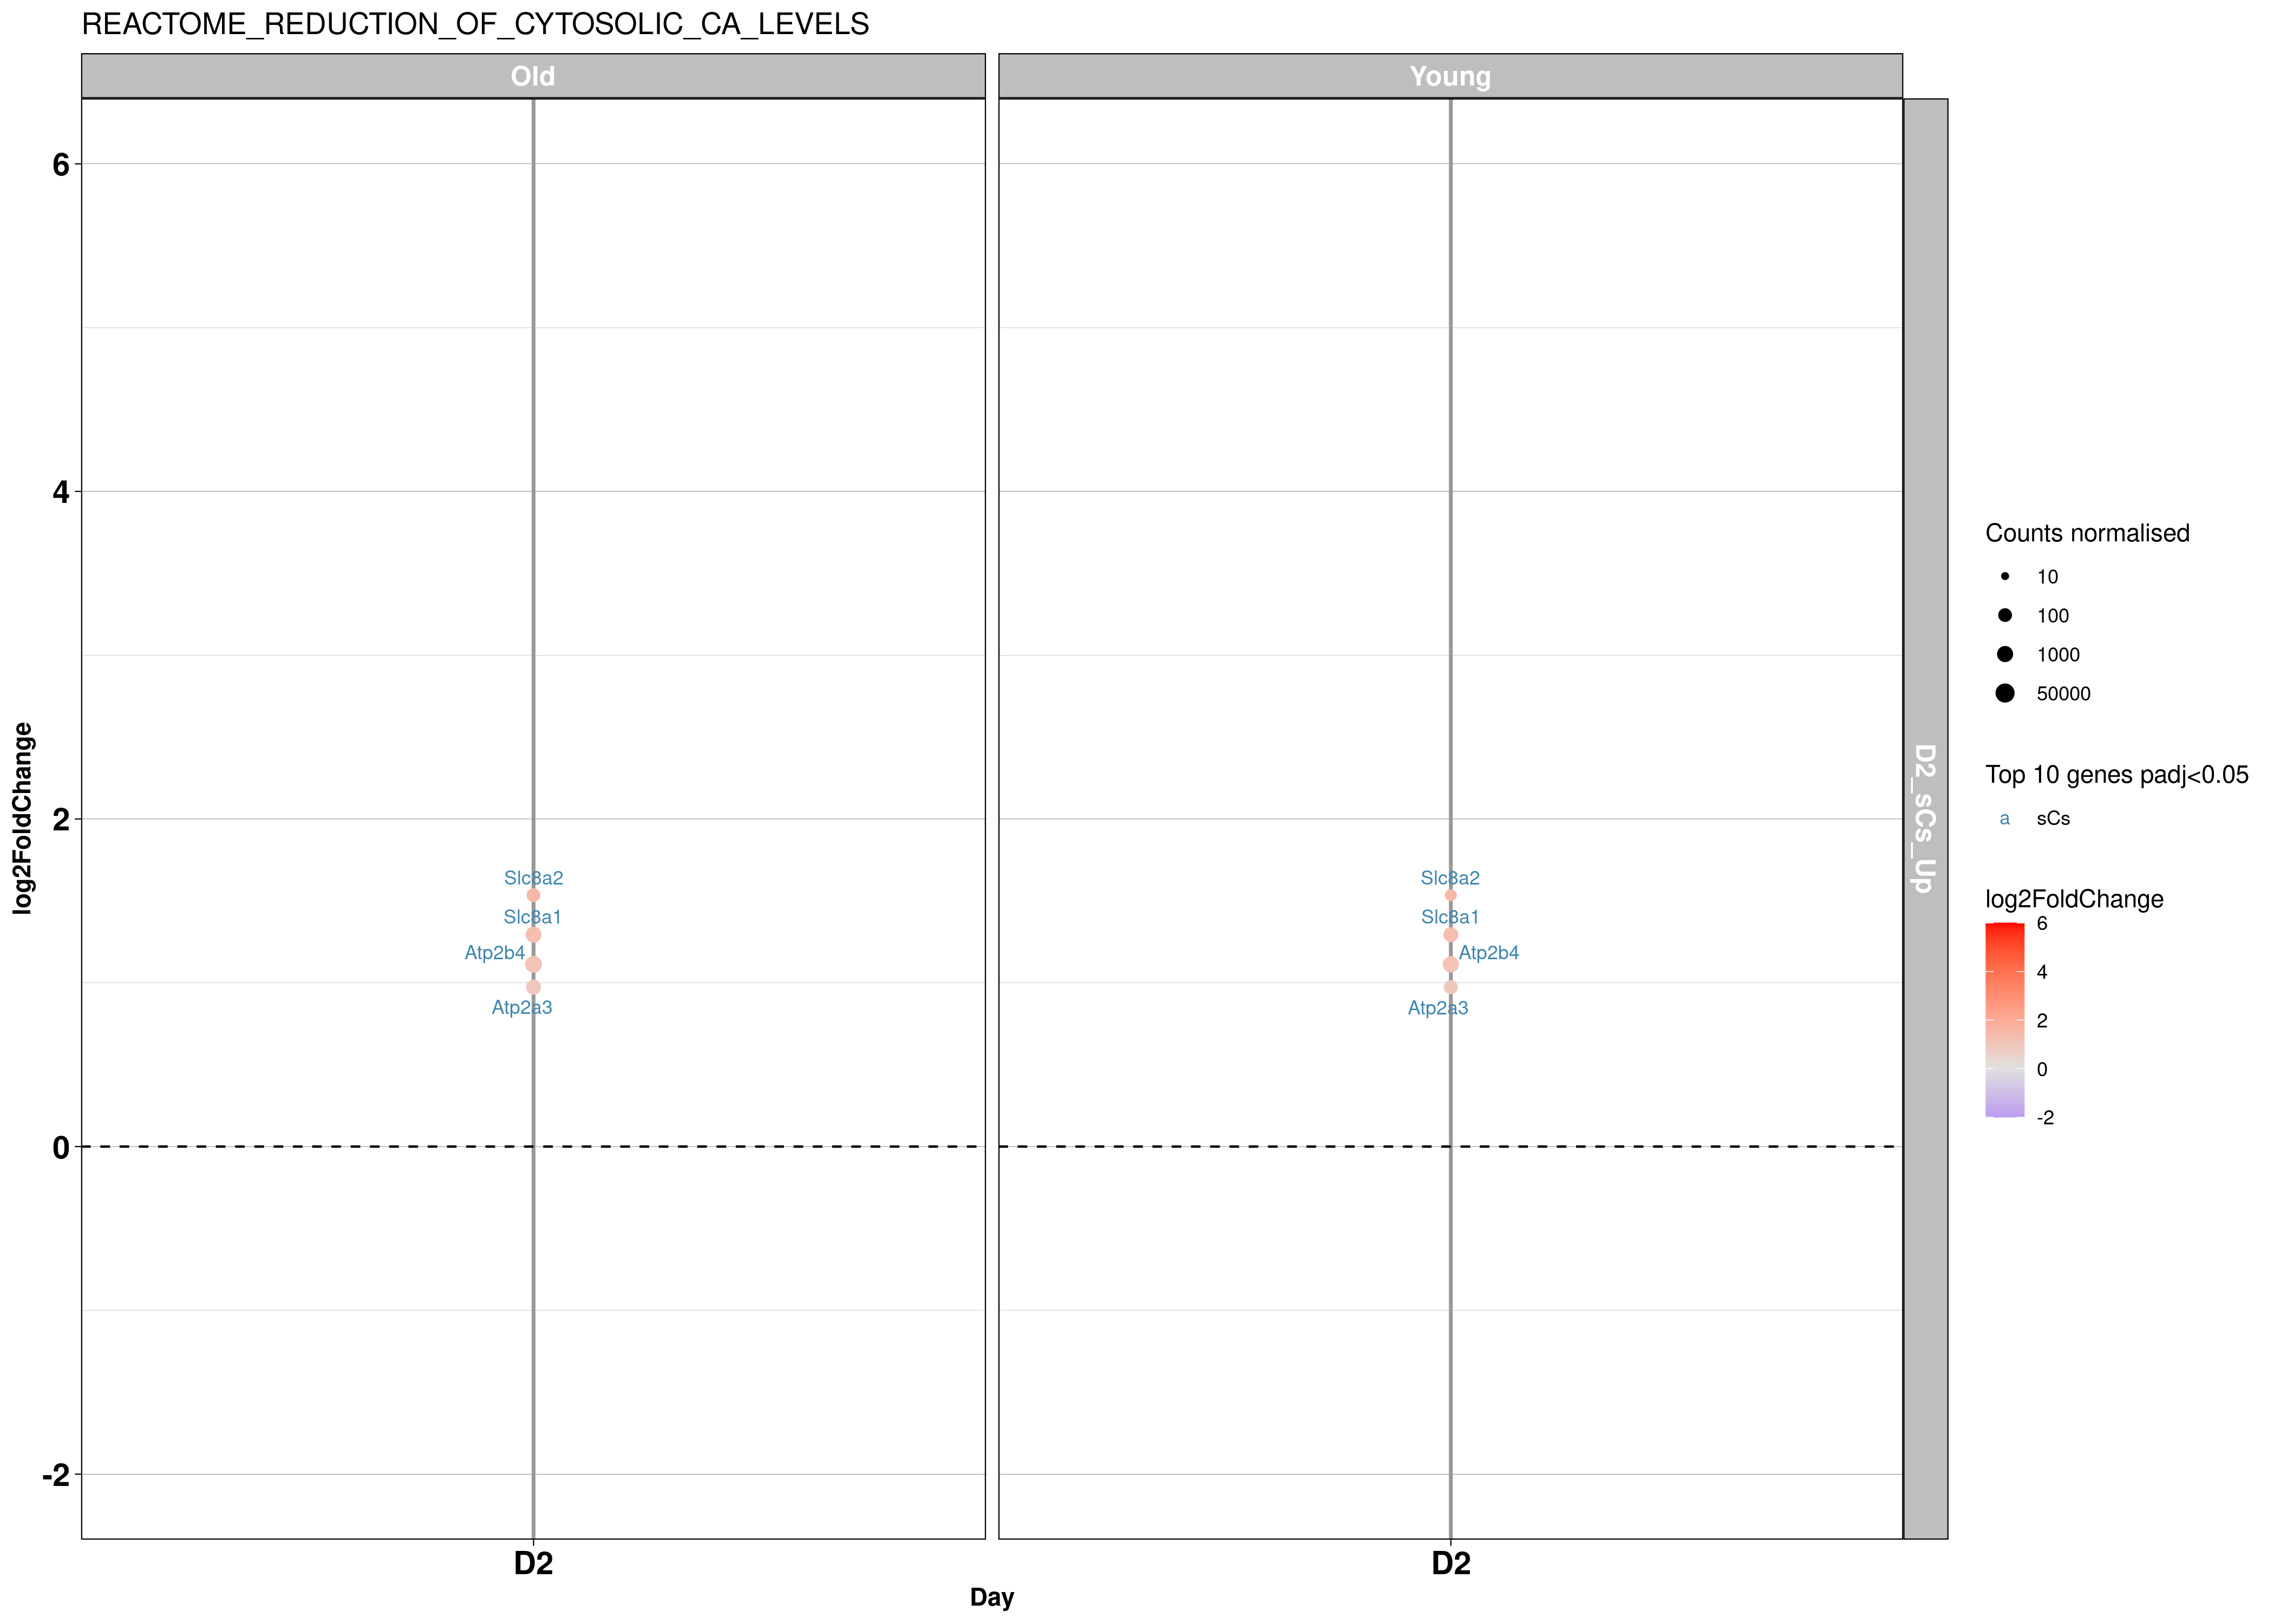 REACTOME_REDUCTION_OF_CYTOSOLIC_CA_LEVELS
Old
Young
D2_sCs_Up
log2FoldChange
6
4
2
0
-2
Slc8a2
Slc8a1
Atp2b4
Atp2a3
Slc8a2
Slc8a1
Atp2b4
Atp2a3
D2
D2
Day
Counts normalised
10
100
1000
50000
Top 10 genes padj<0.05
a sCs
log2FoldChange
6
4
2
0
-2